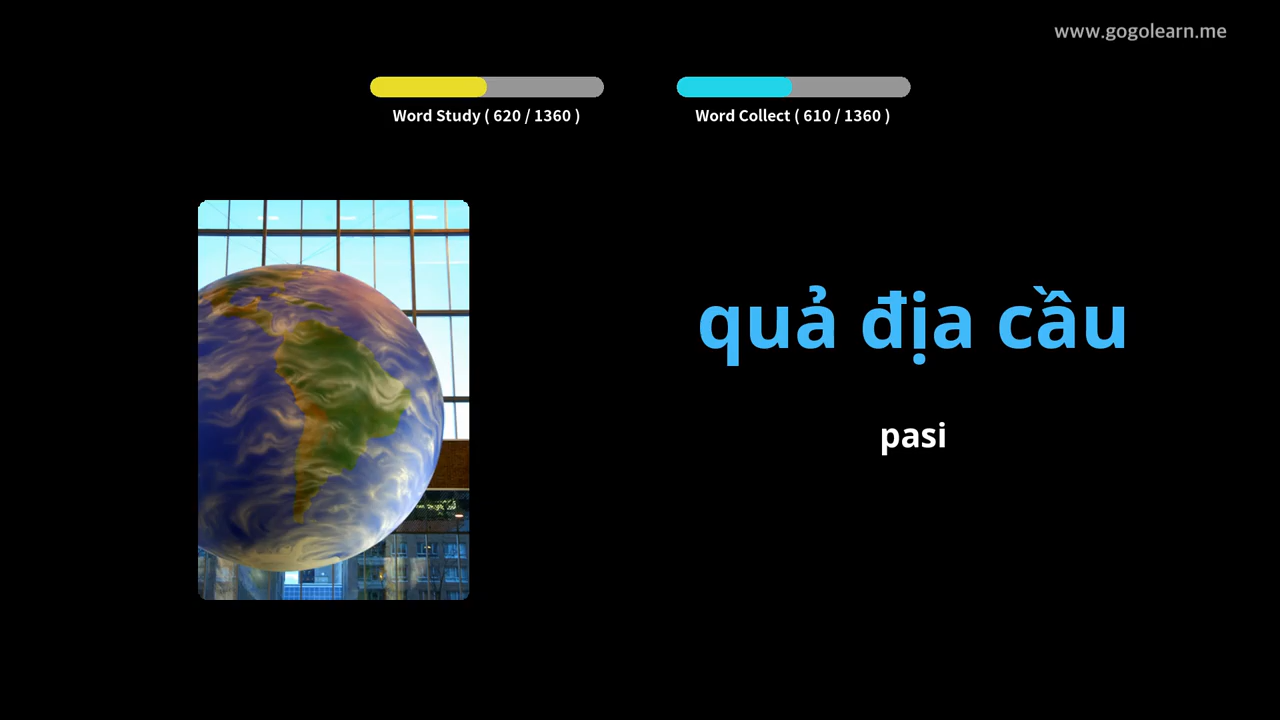 www.gogolearn.me
Word Study ( 620 / 1360 )
Word Collect ( 610 / 1360 )
quả địa cầu
pasi